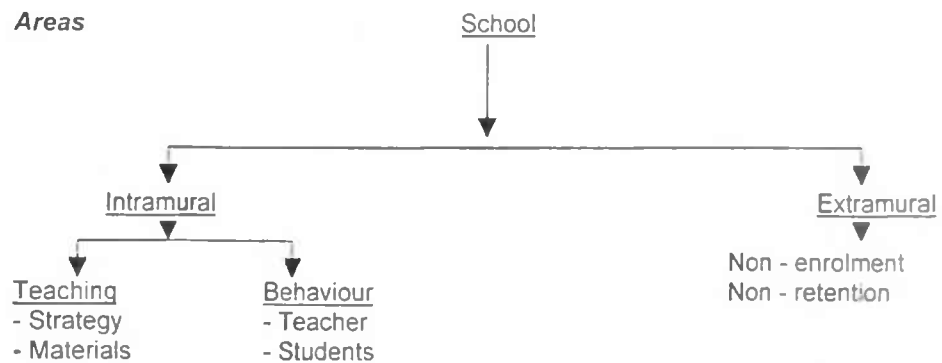 Areas
School
Intramural
Extramural
Teaching
- Strategy
- Materials
Behaviour
- Teacher
- Students
Non - enrolment
Non - retention